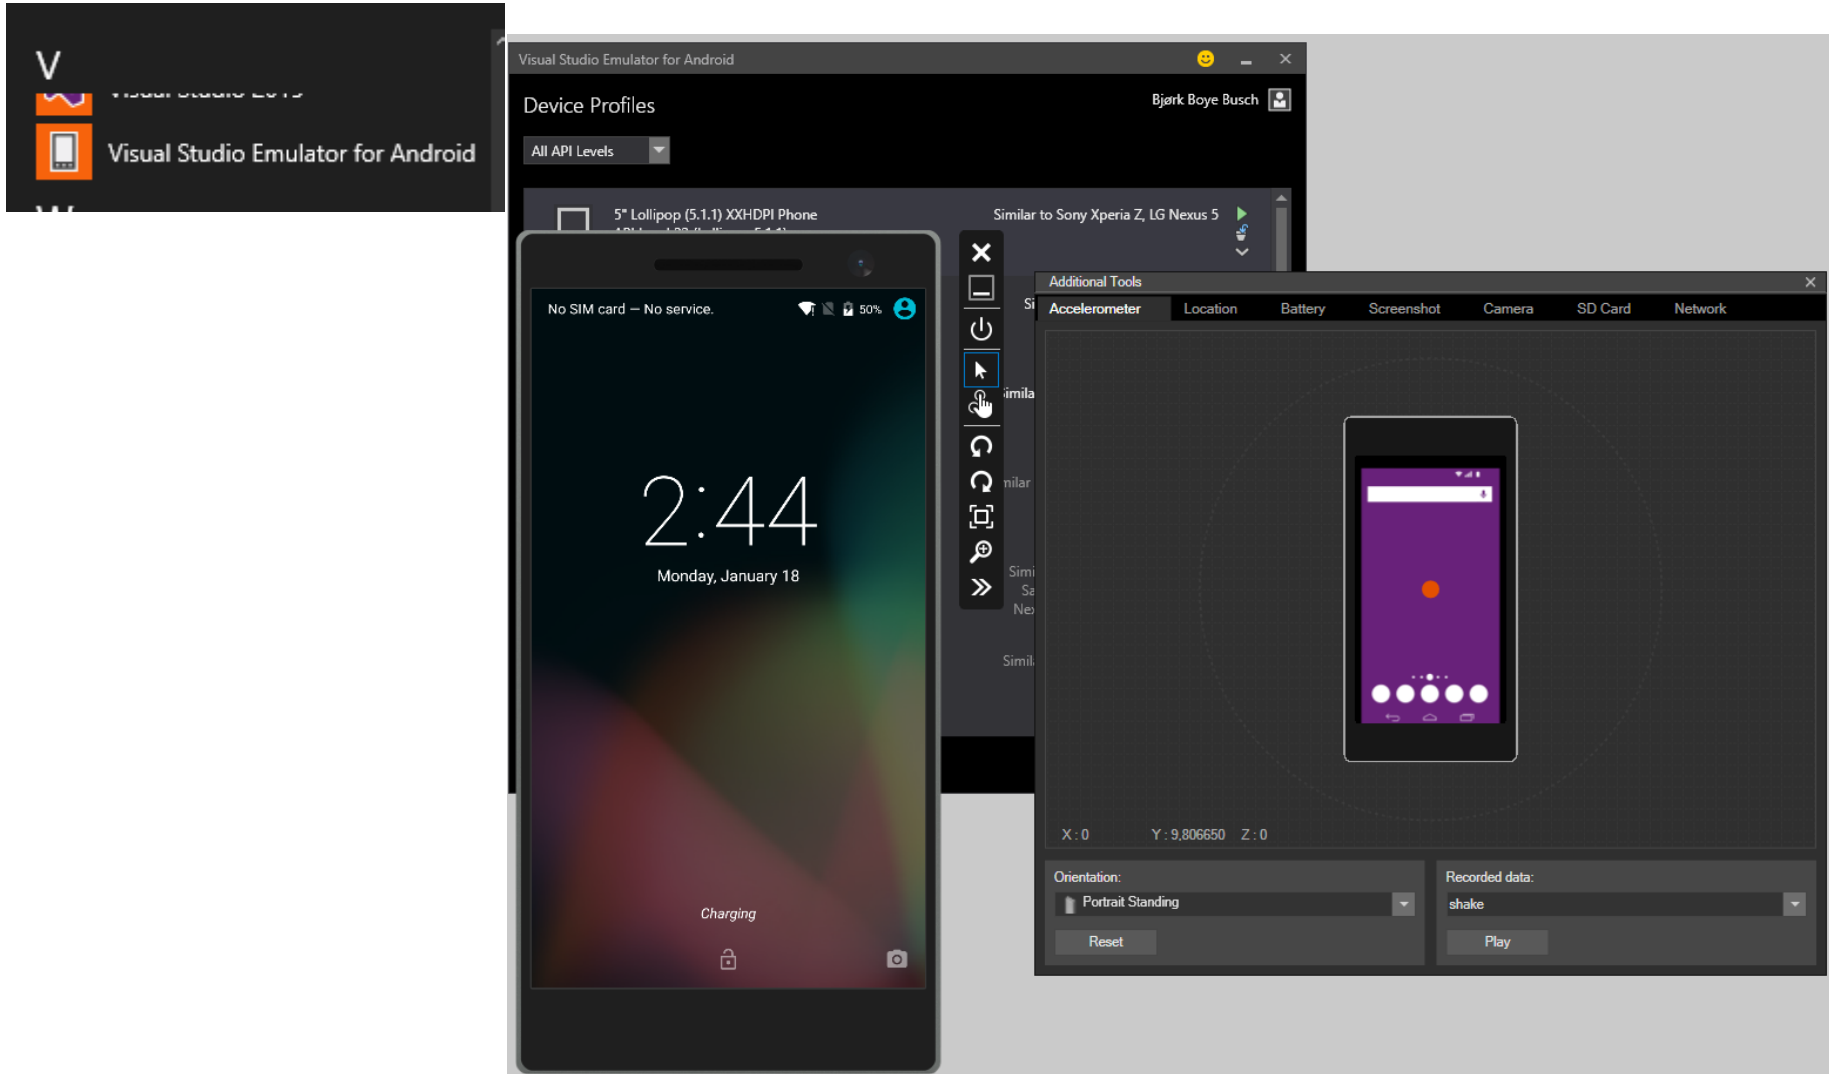 V
Visual Studio Emulator for Android
Visual Studio Emulator for Android
Device Profiles
Bjørk Boye Busch
All API Levels
5" Lollipop (5.1.1) XXHDPI Phone
Similar to Sony Xperia Z, LG Nexus 5
No SIM card — No service.
50%
2:44
Monday, January 18
Charging
Additional Tools
Accelerometer Location Battery Screenshot Camera SD Card Network
X : 0 Y : 9,806650 Z : 0
Orientation:
Portrait Standing
Reset
Recorded data:
shake
Play